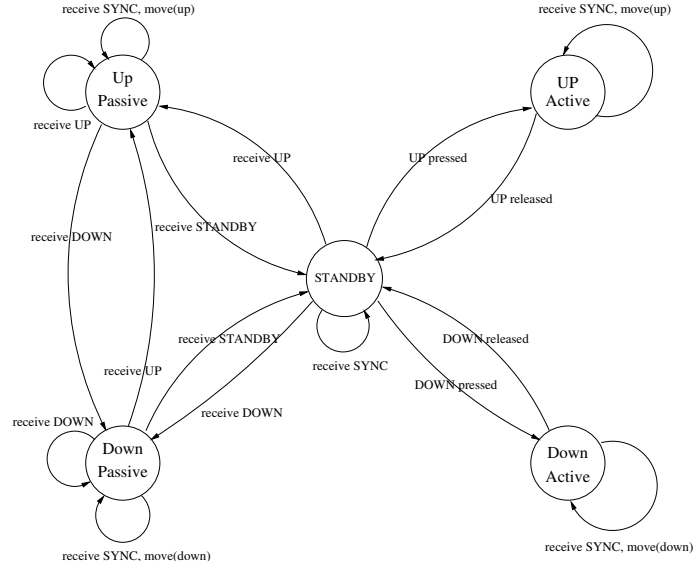 receive SYNC, move(up)
receive SYNC, move(up)
Up
Passive
UP
Active
receive UP
receive UP
UP pressed
UP released
receive DOWN
receive STANDBY
STANDBY
receive STANDBY
DOWN released
receive SYNC
receive UP
DOWN pressed
receive DOWN
receive DOWN
Down
Passive
Down
Active
receive SYNC, move(down)
receive SYNC, move(down)